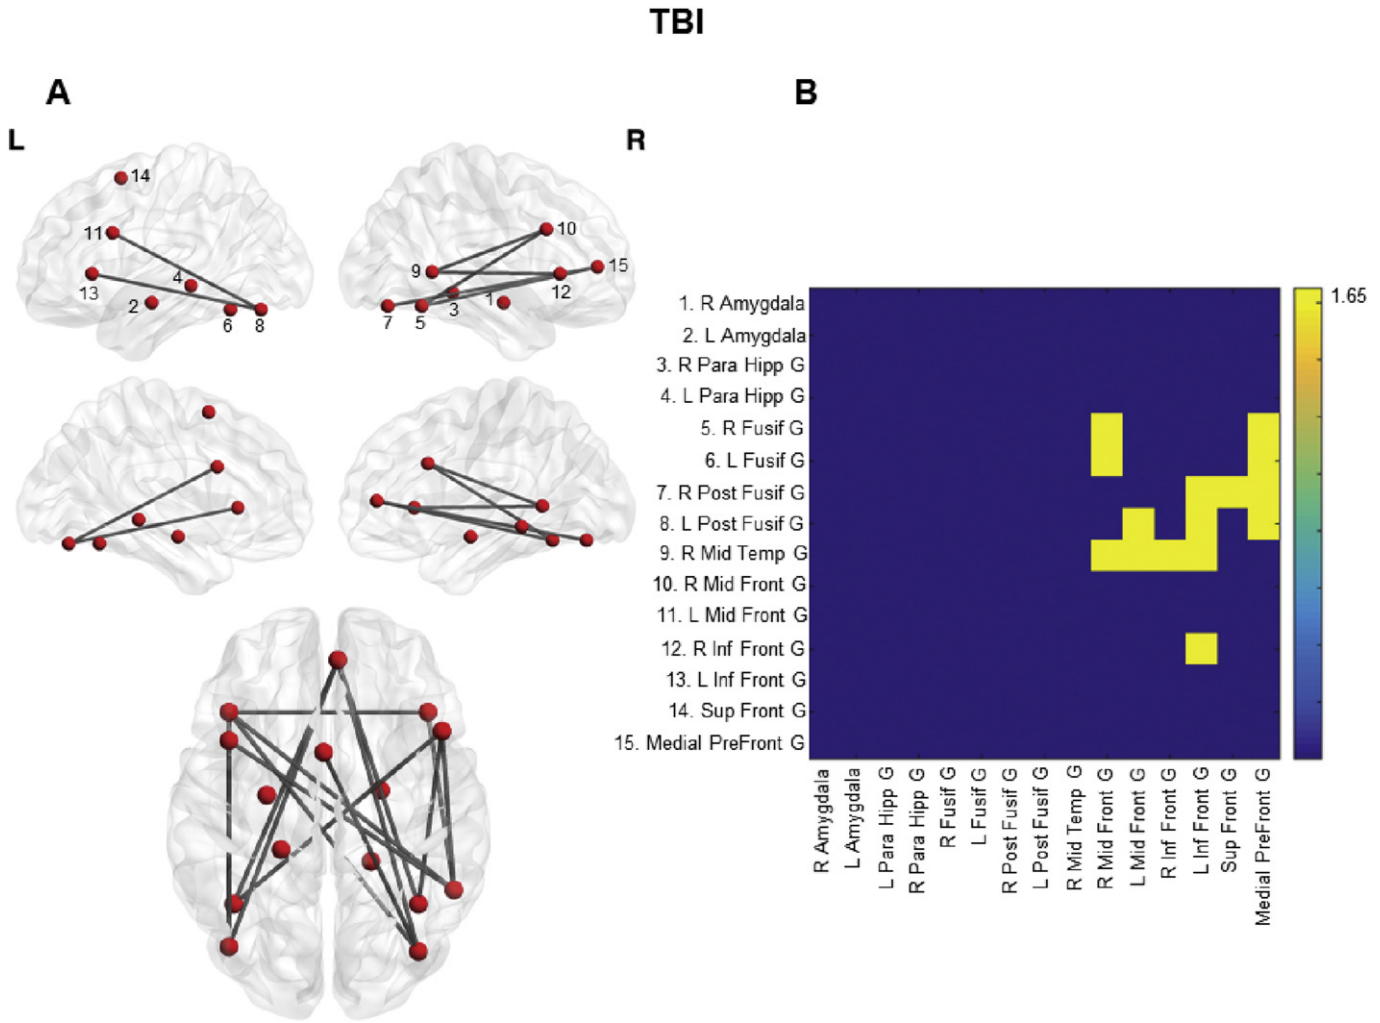 TBI
A
B
L
R
14
11
4
13
2
6
8
10
9
15
12
3
1
7
5
1.65
1. R Amygdala
2. L Amygdala
3. R Para Hipp G
4. L Para Hipp G
5. R Fusif G
6. L Fusif G
7. R Post Fusif G
8. L Post Fusif G
9. R Mid Temp G
10. R Mid Front G
11. L Mid Front G
12. R Inf Front G
13. L Inf Front G
14. Sup Front G
15. Medial PreFront G
R Amygdala
L Amygdala
L Para Hipp G
R Para Hipp G
R Fusif G
L Fusif G
R Post Fusif G
L Post Fusif G
R Mid Temp G
R Mid Front G
L Mid Front G
R Inf Front G
L Inf Front G
Sup Front G
Medial PreFront G